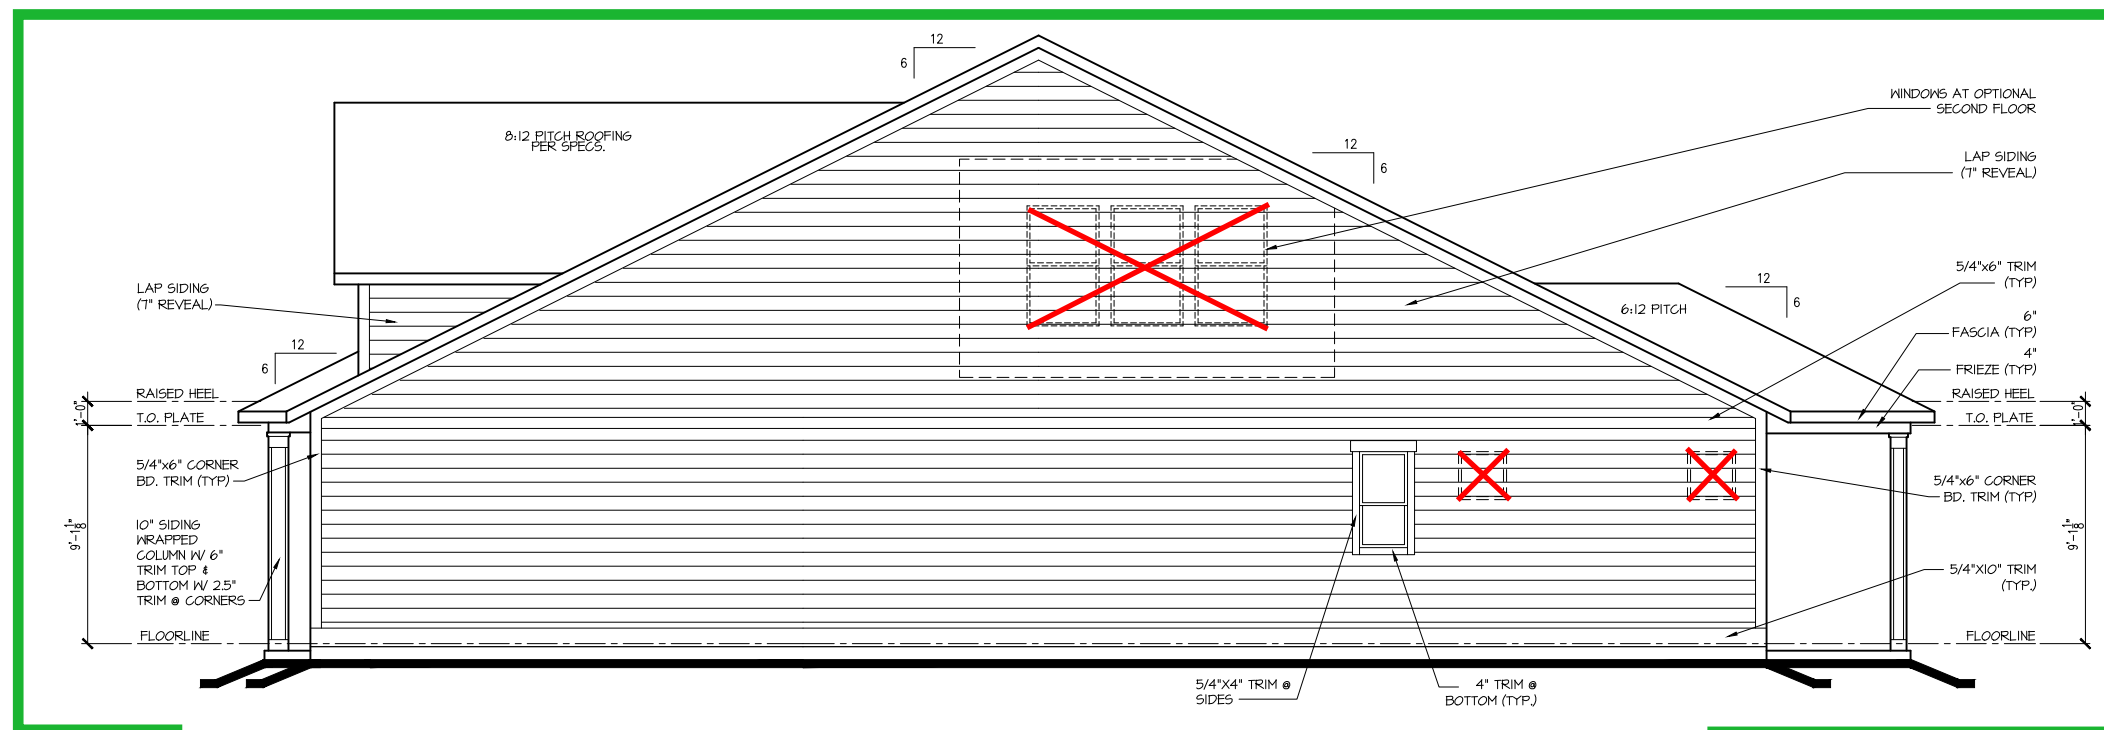 12
6
8:12 PITCH ROOFING
PER SPECS.
WINDOWS AT OPTIONAL
SECOND FLOOR
12
6
LAP SIDING
(7" REVEAL)
LAP SIDING
(7" REVEAL)
12
6
6:12 PITCH
5/4"x6" TRIM
(TYP)
6"
FASCIA (TYP)
4"
FRIEZE (TYP)
12
6
RAISED HEEL
T.O. PLATE
1'-0"
RAISED HEEL
T.O. PLATE
1'-0"
5/4"x6" CORNER
BD. TRIM (TYP)
5/4"x6" CORNER
BD. TRIM (TYP)
9'-1 1/8"
10" SIDING
WRAPPED
COLUMN W/ 6"
TRIM TOP &
BOTTOM W/ 2.5"
TRIM @ CORNERS
9'-1 1/8"
5/4"X10" TRIM
(TYP.)
FLOORLINE
FLOORLINE
5/4"X4" TRIM @
SIDES
4" TRIM @
BOTTOM (TYP.)